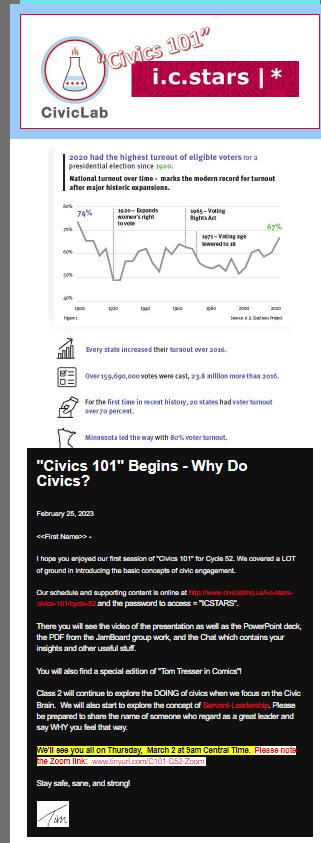 "Civics 101"
i.c.stars | *
CivicLab
2020 had the highest turnout of eligible voters for a
presidential election since 1900.
National turnout over time - marks the modern record for turnout
after major historic expansions.
80%
74%
1920 – Expands
women's right
to vote
1965 – Voting
Rights Act
1971 – Voting age
lowered to 18
67%
70%
60%
50%
40%
1900
1920
1940
1960
1980
2000
2020
Figure 1
Source: U.S. Elections Project
Every state increased their turnout over 2016.
Over 159,690,000 votes were cast, 23.8 million more than 2016.
For the first time in recent history, 20 states had voter turnout
over 70 percent.
Minnesota led the way with 80% voter turnout.
"Civics 101" Begins - Why Do
Civics?
February 25, 2023
<<First Name>> -
I hope you enjoyed our first session of "Civics 101" for Cycle 52. We covered a LOT
of ground in introducing the basic concepts of civic engagement.
Our schedule and supporting content is online at http://www.civiclabhq.us/i-c-stars-
civics-101/cycle-52 and the password to access = "ICSTARS".
There you will see the video of the presentation as well as the PowerPoint deck,
the PDF from the JamBoard group work, and the Chat which contains your
insights and other useful stuff.
You will also find a special edition of "Tom Tresser in Comics"!
Class 2 will continue to explore the DOING of civics when we focus on the Civic
Brain. We will also start to explore the concept of Servant-Leadership. Please
be prepared to share the name of someone who regard as a great leader and
say WHY you feel that way.
We'll see you all on Thursday, March 2 at 9am Central Time. Please note
the Zoom link: www.tinyurl.com/C101-C52-Zoom
Stay safe, sane, and strong!
Tom